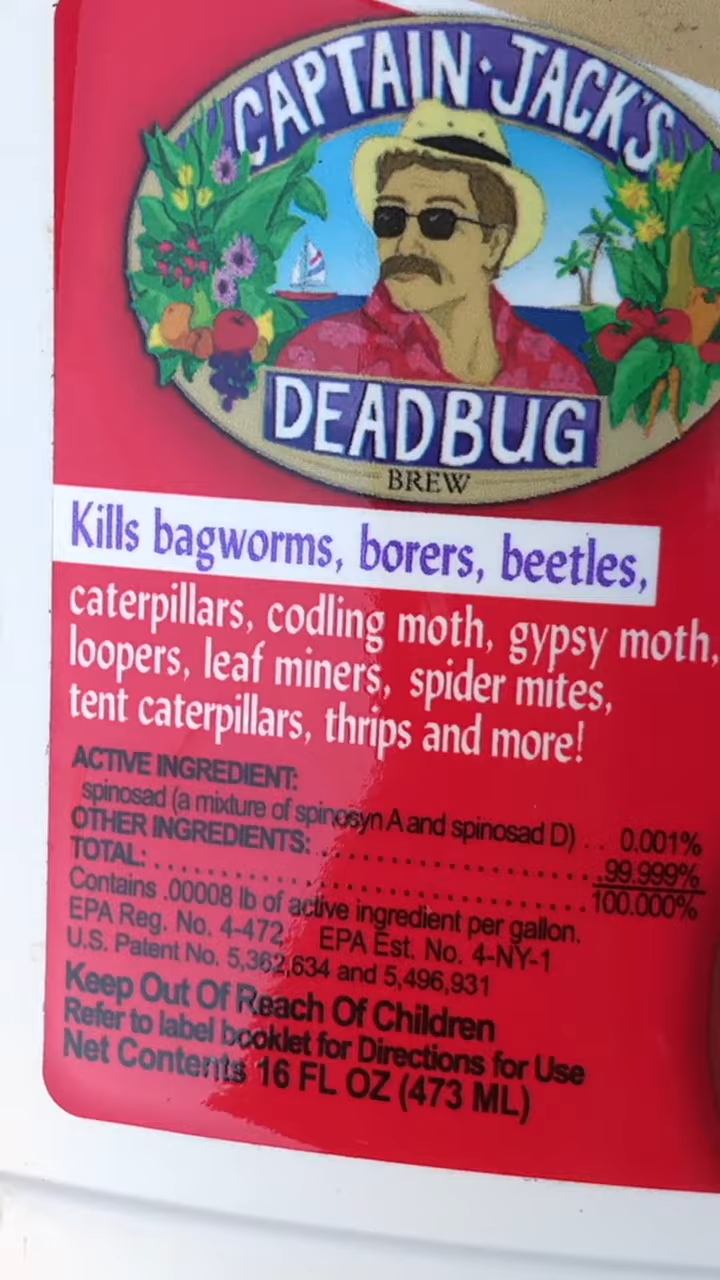 CAPTAIN·JACK'S
DEADBUG
BREW
Kills bagworms, borers, beetles,
caterpillars, codling moth, gypsy moth,
loopers, leaf miners, spider mites,
tent caterpillars, thrips and more!
ACTIVE INGREDIENT:
spinosad (a mixture of spinosyn A and spinosad D) .. 0.001%
OTHER INGREDIENTS: ........................ 99.999%
TOTAL: ........................ 100.000%
Contains .00008 lb of active ingredient per gallon.
EPA Reg. No. 4-472 EPA Est. No. 4-NY-1
U.S. Patent No. 5,362,634 and 5,496,931
Keep Out Of Reach Of Children
Refer to label booklet for Directions for Use
Net Contents 16 FL OZ (473 ML)